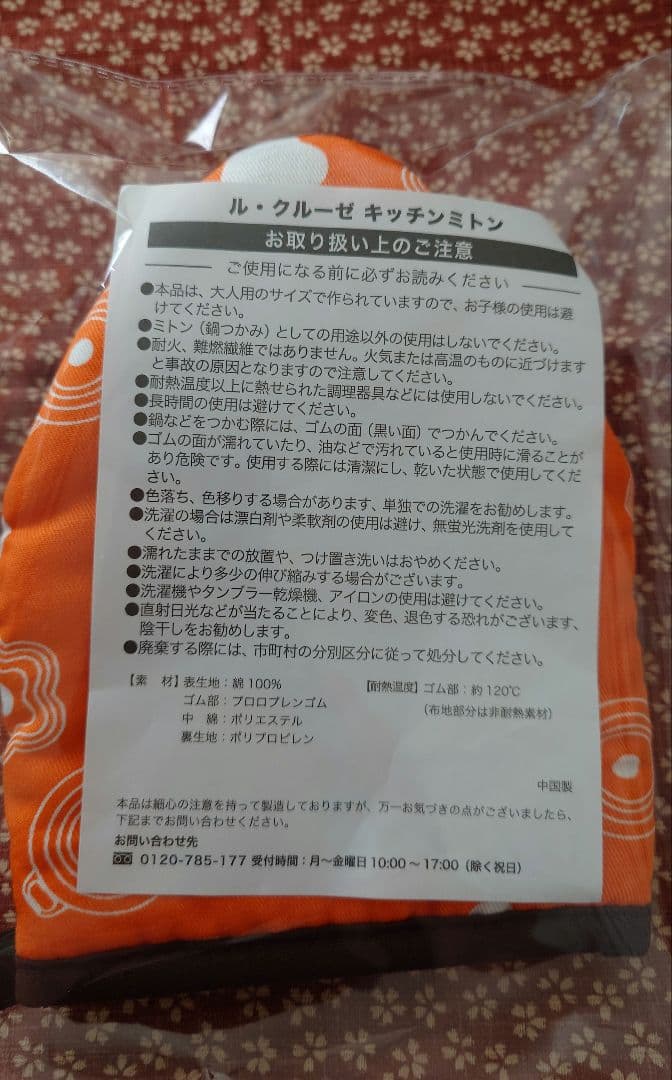 ル・クルーゼ キッチンミトン
お取り扱い上のご注意
ご使用になる前に必ずお読みください
●本品は、大人用のサイズで作られていますので、お子様の使用は避
けてください。
●ミトン（鍋つかみ）としての用途以外の使用はしないでください。
●耐火、難燃繊維ではありません。火気または高温のものに近づけます
と事故の原因となりますので注意してください。
●耐熱温度以上に熱せられた調理器具などには使用しないでください。
●長時間の使用は避けてください。
●鍋などをつかむ際には、ゴムの面（黒い面）でつかんでください。
●ゴムの面が濡れていたり、油などで汚れていると使用時に滑ることが
あり危険です。使用する際には清潔にし、乾いた状態で使用してくだ
さい。
●色落ち、色移りする場合があります、単独での洗濯をお勧めします。
●洗濯の場合は漂白剤や柔軟剤の使用は避け、無蛍光洗剤を使用して
ください。
●濡れたままでの放置や、つけ置き洗いはおやめください。
●洗濯により多少の伸び縮みする場合がございます。
●洗濯機やタンブラー乾燥機、アイロンの使用は避けてください。
●直射日光などが当たることにより、変色、退色する恐れがございます、
陰干しをお勧めします。
●廃棄する際には、市町村の分別区分に従って処分してください。
【素 材】表生地：綿100% 【耐熱温度】ゴム部：約120℃
ゴム部：プロロプレンゴム （布地部分は非耐熱素材）
中 綿：ポリエステル
裏生地：ポリプロピレン
中国製
本品は細心の注意を持って製造しておりますが、万一お気づきの点がございましたら、
下記までお問い合わせください。
お問い合わせ先
0120-785-177 受付時間：月～金曜日10:00～17:00（除く祝日）